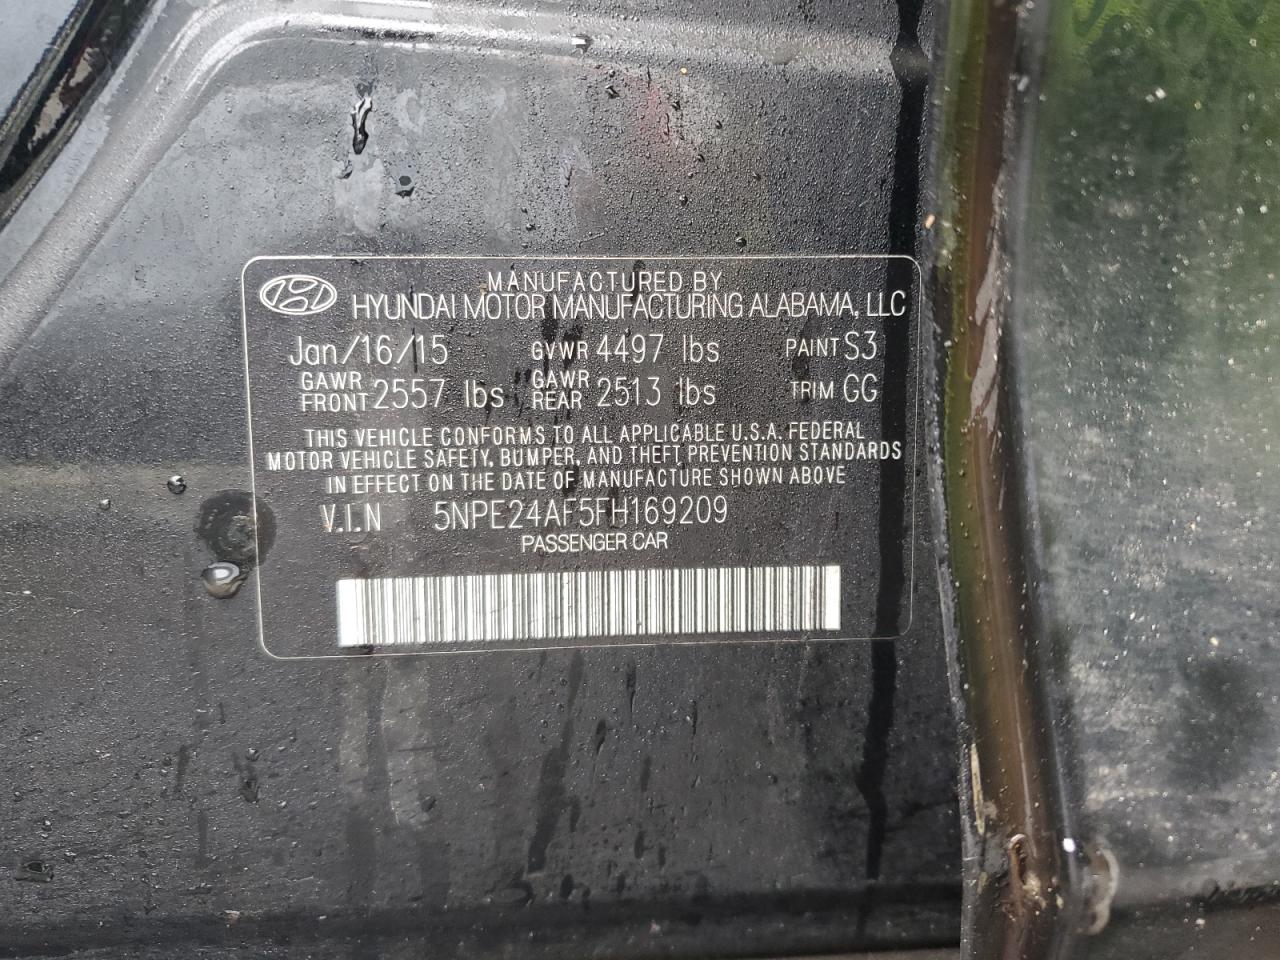 MANUFACTURED BY
HYUNDAI MOTOR MANUFACTURING ALABAMA, LLC
Jan/16/15 GVWR 4497 lbs PAINT S3
GAWR FRONT 2557 lbs GAWR REAR 2513 lbs TRIM GG
THIS VEHICLE CONFORMS TO ALL APPLICABLE U.S.A. FEDERAL
MOTOR VEHICLE SAFETY, BUMPER, AND THEFT PREVENTION STANDARDS
IN EFFECT ON THE DATE OF MANUFACTURE SHOWN ABOVE
V.I.N 5NPE24AF5FH169209
PASSENGER CAR